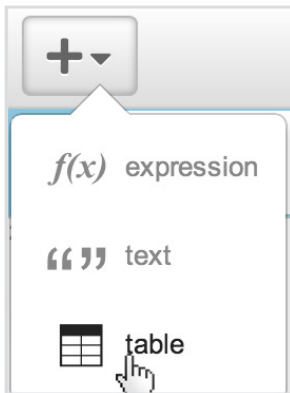 f(x) expression
“ ” text
table